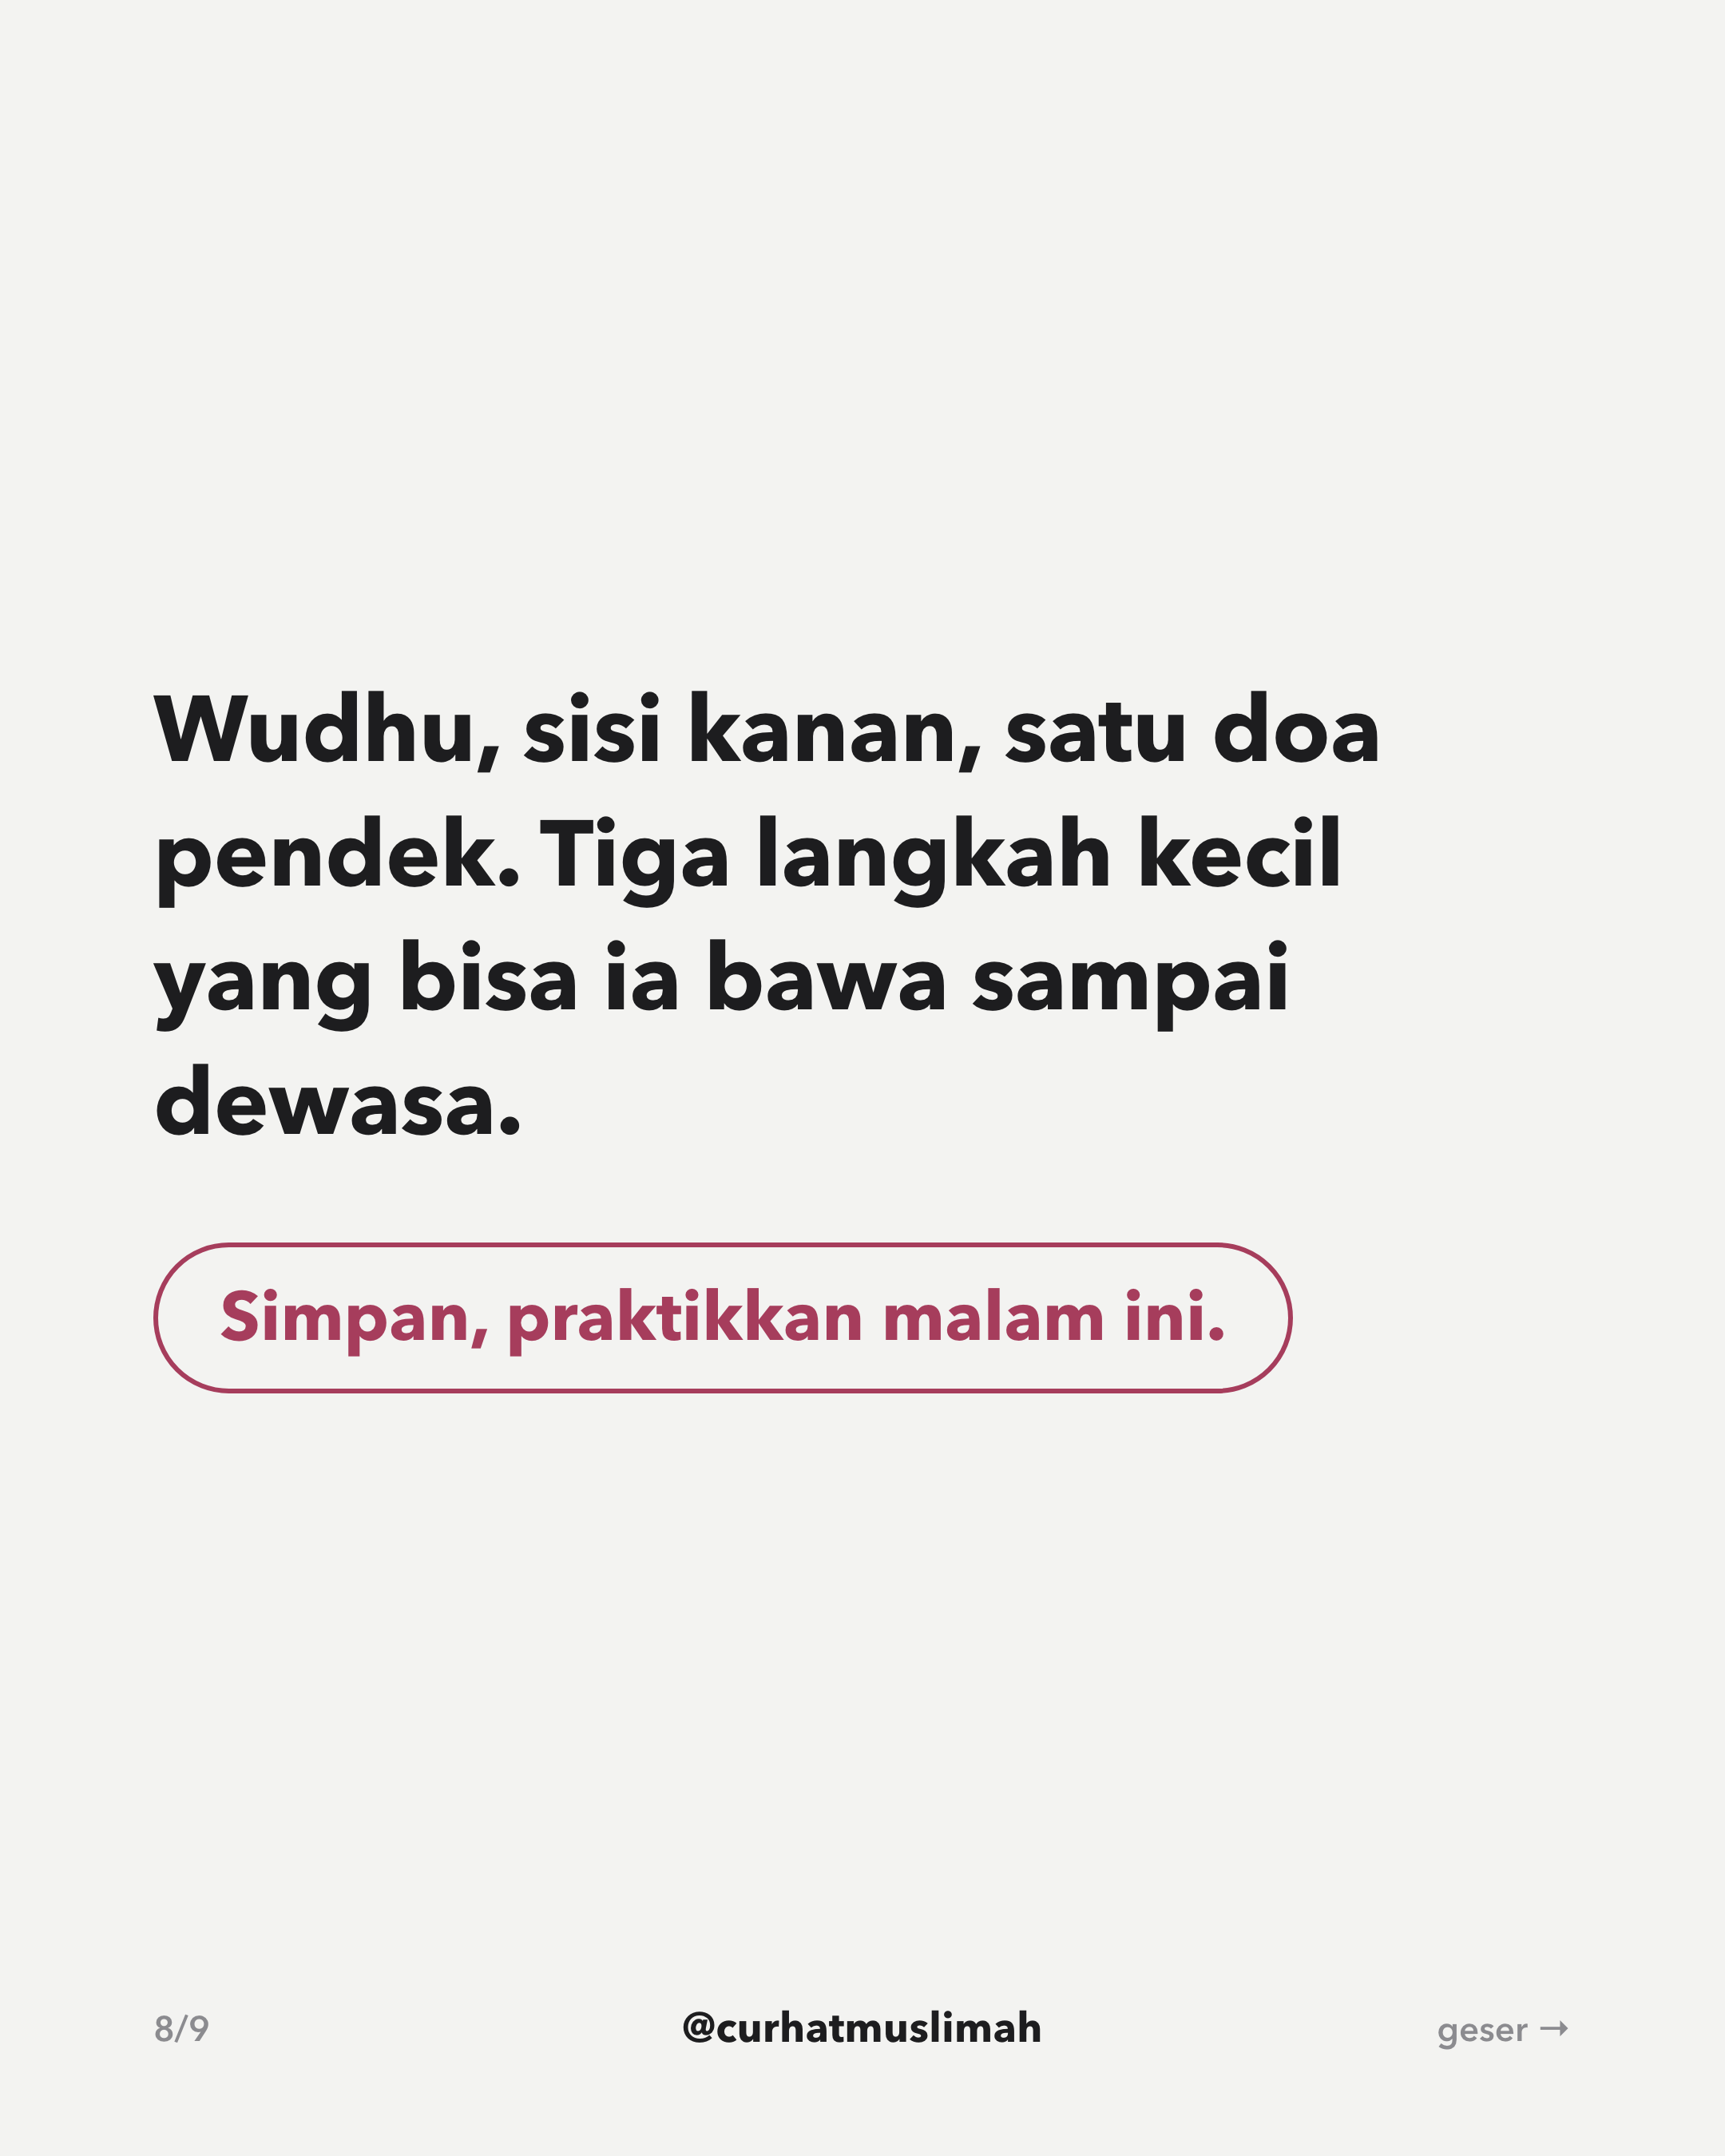 Wudhu, sisi kanan, satu doa
pendek. Tiga langkah kecil
yang bisa ia bawa sampai
dewasa.
Simpan, praktikkan malam ini.
8/9
@curhatmuslimah
geser →